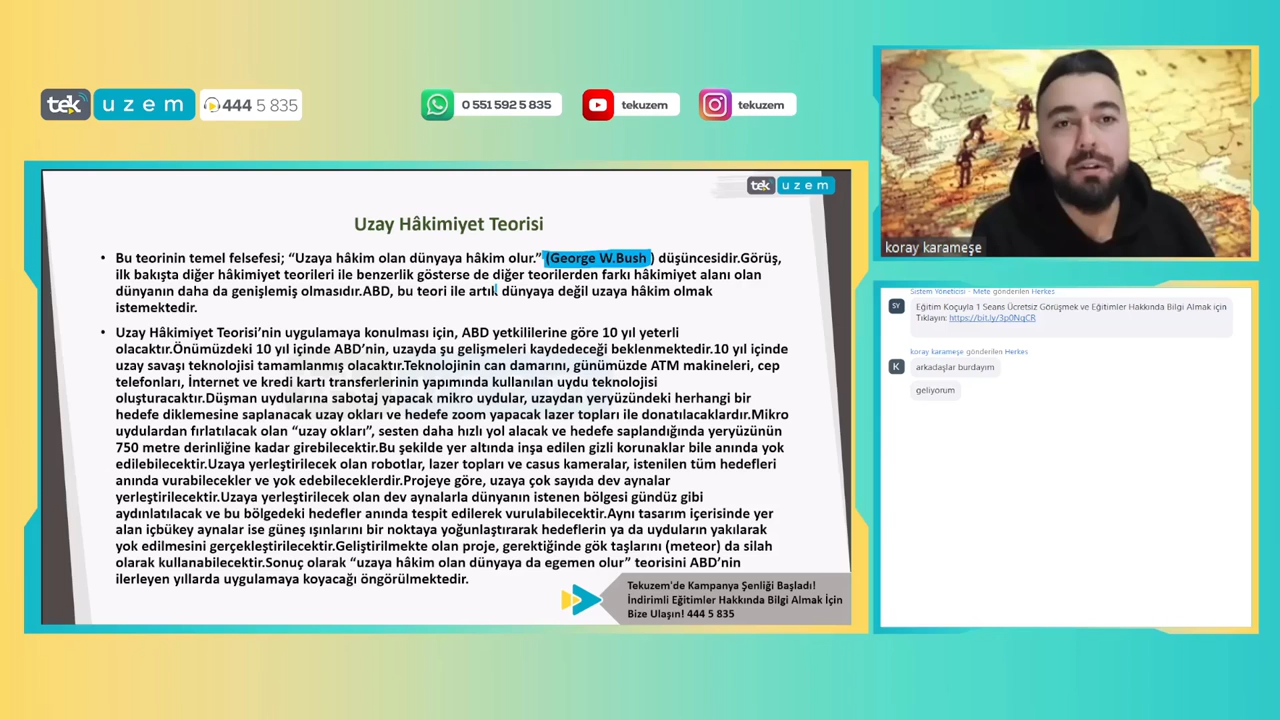 tek uzem 444 5 835
0 551 592 5 835
tekuzem
tekuzem
tek uzem
Uzay Hâkimiyet Teorisi
• Bu teorinin temel felsefesi; “Uzaya hâkim olan dünyaya hâkim olur.” (George W.Bush ) düşüncesidir.Görüş,
ilk bakışta diğer hâkimiyet teorileri ile benzerlik gösterse de diğer teorilerden farkı hâkimiyet alanı olan
dünyanın daha da genişlemiş olmasıdır.ABD, bu teori ile artık dünyaya değil uzaya hâkim olmak
istemektedir.
• Uzay Hâkimiyet Teorisi’nin uygulamaya konulması için, ABD yetkililerine göre 10 yıl yeterli
olacaktır.Önümüzdeki 10 yıl içinde ABD’nin, uzayda şu gelişmeleri kaydedeceği beklenmektedir.10 yıl içinde
uzay savaşı teknolojisi tamamlanmış olacaktır.Teknolojinin can damarını, günümüzde ATM makineleri, cep
telefonları, İnternet ve kredi kartı transferlerinin yapımında kullanılan uydu teknolojisi
oluşturacaktır.Düşman uydularına sabotaj yapacak mikro uydular, uzaydan yeryüzündeki herhangi bir
hedefe diklemesine saplanacak uzay okları ve hedefe zoom yapacak lazer topları ile donatılacaklardır.Mikro
uydulardan fırlatılacak olan “uzay okları”, sesten daha hızlı yol alacak ve hedefe saplandığında yeryüzünün
750 metre derinliğine kadar girebilecektir.Bu şekilde yer altında inşa edilen gizli korunaklar bile anında yok
edilebilecektir.Uzaya yerleştirilecek olan robotlar, lazer topları ve casus kameralar, istenilen tüm hedefleri
anında vurabilecekler ve yok edebileceklerdir.Projeye göre, uzaya çok sayıda dev aynalar
yerleştirilecektir.Uzaya yerleştirilecek olan dev aynalarla dünyanın istenen bölgesi gündüz gibi
aydınlatılacak ve bu bölgedeki hedefler anında tespit edilerek vurulabilecektir.Aynı tasarım içerisinde yer
alan içbükey aynalar ise güneş ışınlarını bir noktaya yoğunlaştırarak hedeflerin ya da uyduların yakılarak
yok edilmesini gerçekleştirilecektir.Geliştirilmekte olan proje, gerektiğinde gök taşlarını (meteor) da silah
olarak kullanabilecektir.Sonuç olarak “uzaya hâkim olan dünyaya da egemen olur” teorisini ABD’nin
ilerleyen yıllarda uygulamaya koyacağı öngörülmektedir.
Tekuzem'de Kampanya Şenliği Başladı!
İndirimli Eğitimler Hakkında Bilgi Almak İçin
Bize Ulaşın! 444 5 835
koray karameşe
Sistem Yöneticisi - Mete gönderilen Herkes
SY
Eğitim Koçuyla 1 Seans Ücretsiz Görüşmek ve Eğitimler Hakkında Bilgi Almak için
Tıklayın: https://bit.ly/3p0NqCR
koray karameşe gönderilen Herkes
K
arkadaşlar burdayım
geliyorum